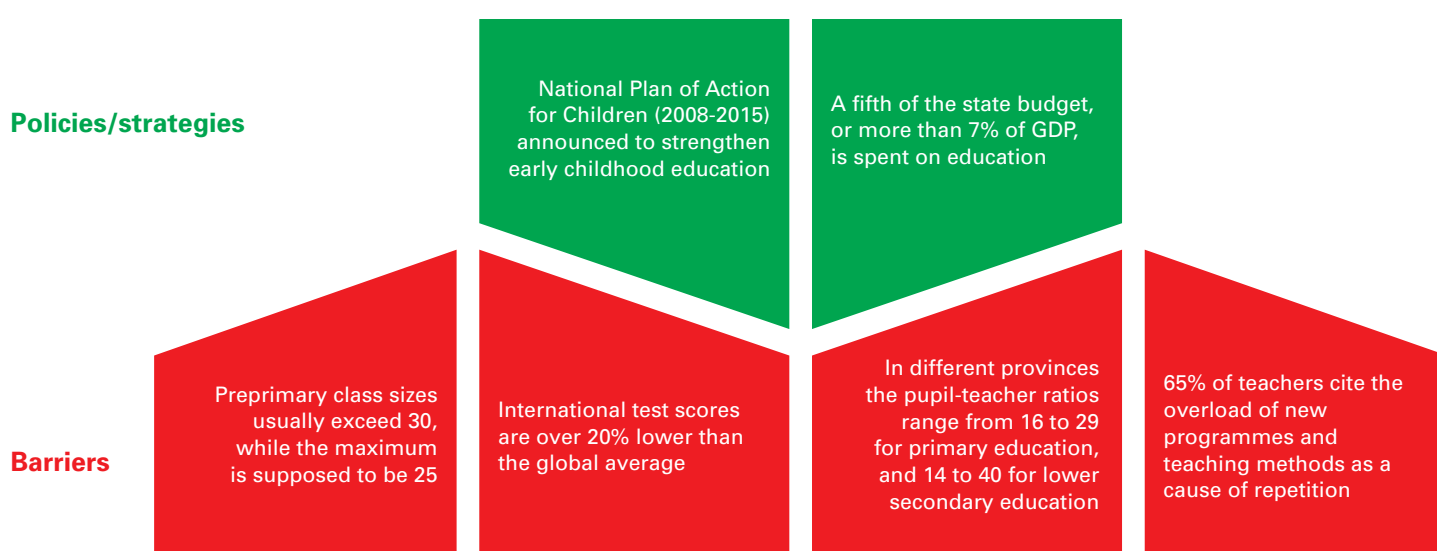 Policies/strategies
National Plan of Action
for Children (2008-2015)
announced to strengthen
early childhood education
A fifth of the state budget,
or more than 7% of GDP,
is spent on education
Barriers
Preprimary class sizes
usually exceed 30,
while the maximum
is supposed to be 25
International test scores
are over 20% lower than
the global average
In different provinces
the pupil-teacher ratios
range from 16 to 29
for primary education,
and 14 to 40 for lower
secondary education
65% of teachers cite the
overload of new
programmes and
teaching methods as a
cause of repetition